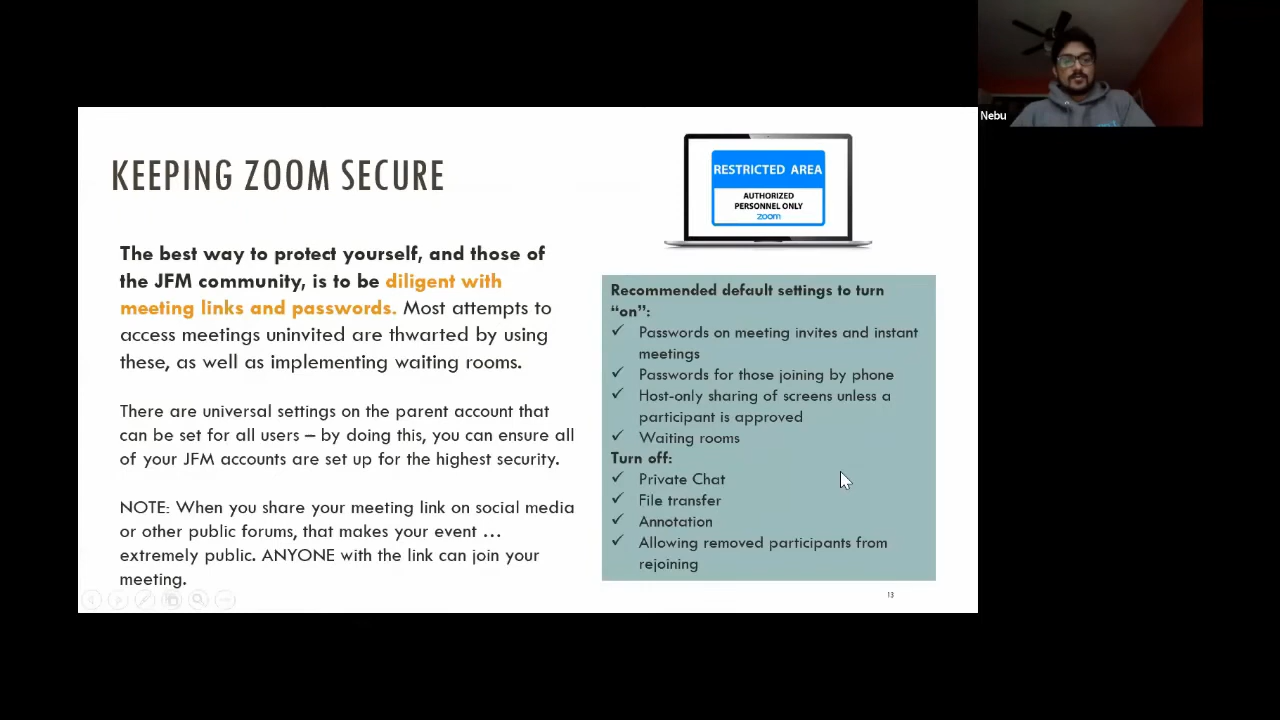 Nebu
KEEPING ZOOM SECURE
RESTRICTED AREA
AUTHORIZED
PERSONNEL ONLY
zoom
The best way to protect yourself, and those of
the JFM community, is to be diligent with
meeting links and passwords. Most attempts to
access meetings uninvited are thwarted by using
these, as well as implementing waiting rooms.
There are universal settings on the parent account that
can be set for all users – by doing this, you can ensure all
of your JFM accounts are set up for the highest security.
NOTE: When you share your meeting link on social media
or other public forums, that makes your event …
extremely public. ANYONE with the link can join your
meeting.
Recommended default settings to turn
“on”:
✓ Passwords on meeting invites and instant
meetings
✓ Passwords for those joining by phone
✓ Host-only sharing of screens unless a
participant is approved
✓ Waiting rooms
Turn off:
✓ Private Chat
✓ File transfer
✓ Annotation
✓ Allowing removed participants from
rejoining
13